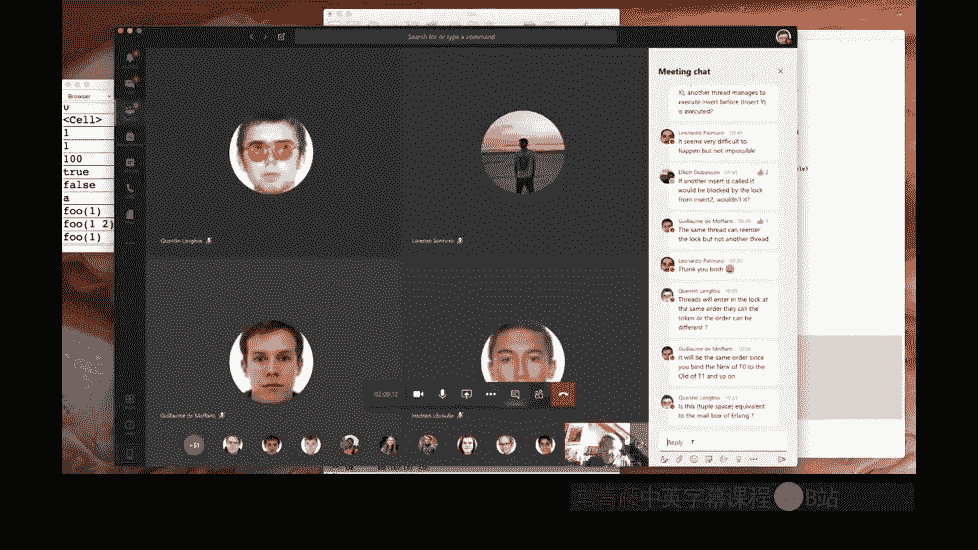 Search for or type a command
Browser
0
<Cell>
1
1
100
true
false
a
foo(1)
foo(1 2)
foo(1)
Quentin Langlois
Guillaume de Moffarts
02:09:17
+51
Meeting chat
X), another thread manages to
execute insert before (Insert Y)
is executed?
Leonardo Palmucci
It seems very difficult to
happen but not impossible
2
If another insert is called it
would be blocked by the lock
from insert2, wouldn't it?
Guillaume de Moffarts
The same thread can reenter
the lock but not another thread
Leonardo Palmucci
Thank you both
Quentin Langlois
Threads will enter in the lock at
the same order they call the
token or the order can be
different ?
Guillaume de Moffarts
It will be the same order since
you bind the New of T0 to the
Old of T1 and so on
Quentin Langlois
Is this (tuple space) equivalent
to the mail box of Erlang ?
Reply
中英字幕课程
B站